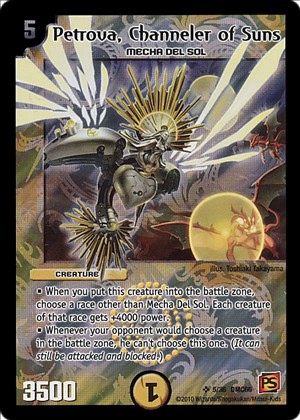 5 Petrova, Channeler of Suns
MECHA DEL SOL
Illus. Toshiaki Takayama
CREATURE
▪ When you put this creature into the battle zone,
choose a race other than Mecha Del Sol. Each creature
of that race gets +4000 power.
▪ Whenever your opponent would choose a creature
in the battle zone, he can't choose this one. (It can
still be attacked and blocked!)
3500
1
©2010 Wizards/Shogakukan/Mitsui-Kids
PS